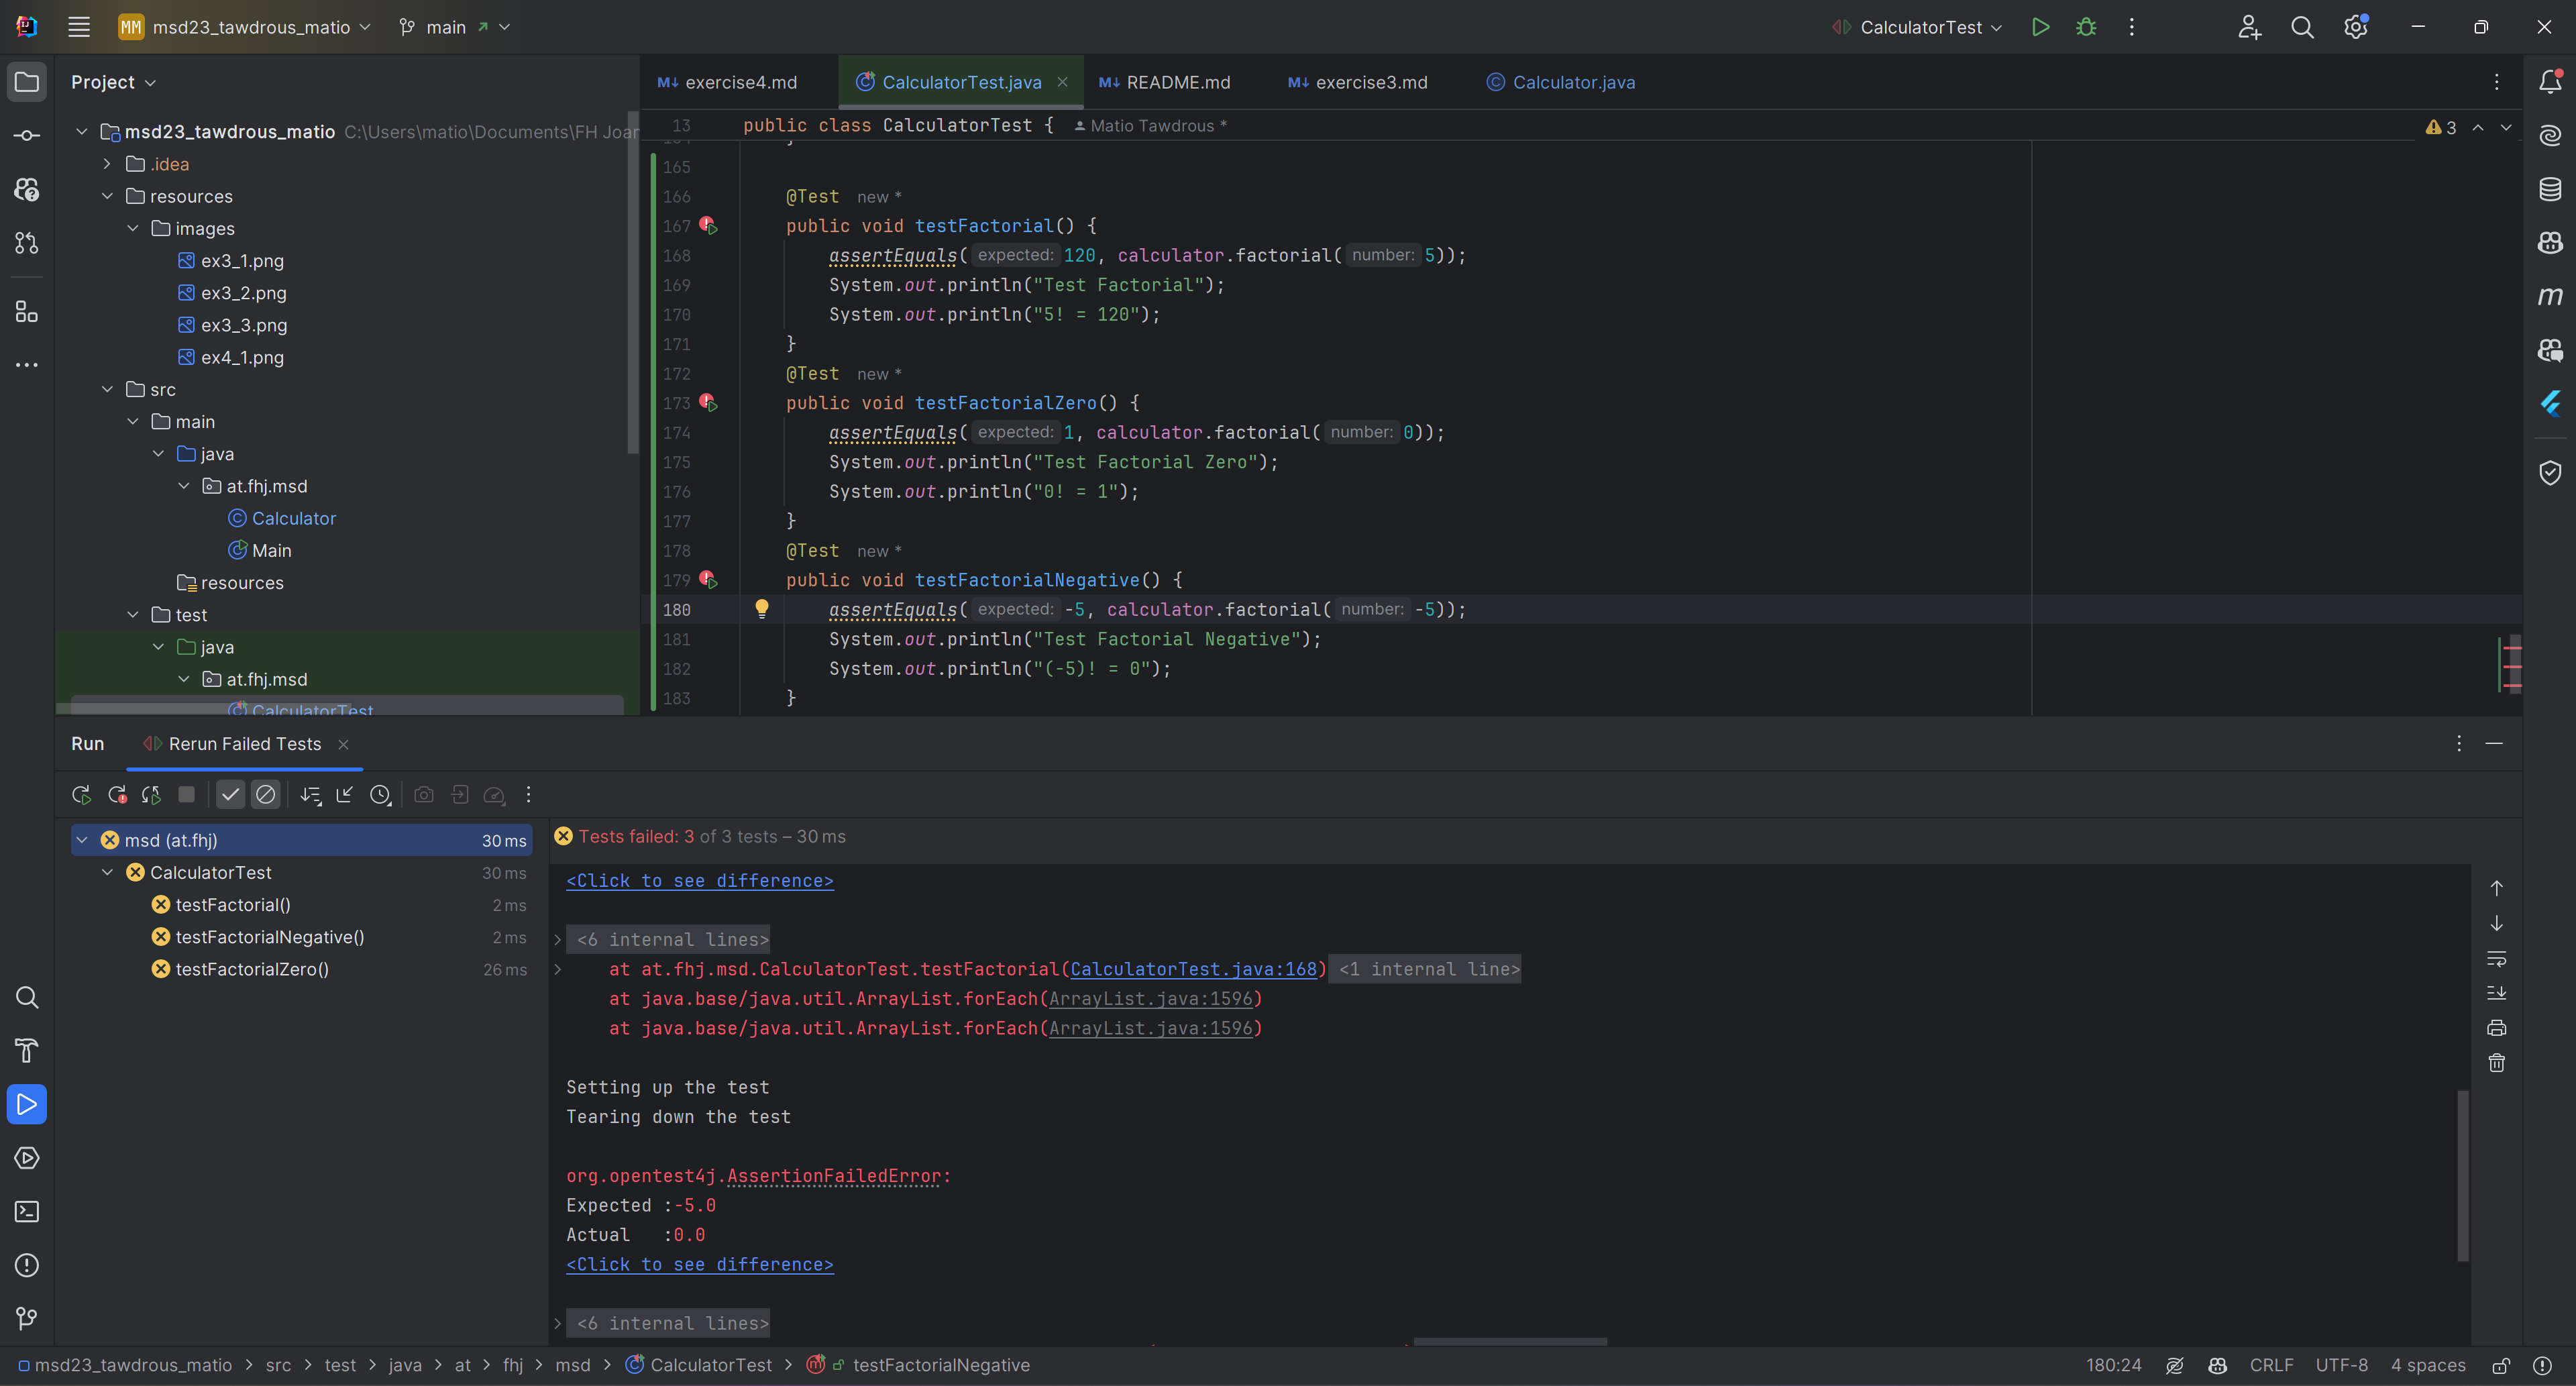 MM msd23_tawdrous_matio main CalculatorTest
Project
exercise4.md CalculatorTest.java README.md exercise3.md Calculator.java
msd23_tawdrous_matio C:\Users\matio\Documents\FH Joar
.idea
resources
images
ex3_1.png
ex3_2.png
ex3_3.png
ex4_1.png
src
main
java
at.fhj.msd
Calculator
Main
resources
test
java
at.fhj.msd
CalculatorTest
13 public class CalculatorTest { Matio Tawdrous *
3
165
166 @Test new *
167 public void testFactorial() {
168 assertEquals( expected: 120, calculator.factorial( number: 5));
169 System.out.println("Test Factorial");
170 System.out.println("5! = 120");
171 }
172 @Test new *
173 public void testFactorialZero() {
174 assertEquals( expected: 1, calculator.factorial( number: 0));
175 System.out.println("Test Factorial Zero");
176 System.out.println("0! = 1");
177 }
178 @Test new *
179 public void testFactorialNegative() {
180 assertEquals( expected: -5, calculator.factorial( number: -5));
181 System.out.println("Test Factorial Negative");
182 System.out.println("(-5)! = 0");
183 }
Run Rerun Failed Tests
msd (at.fhj) 30 ms
CalculatorTest 30 ms
testFactorial() 2 ms
testFactorialNegative() 2 ms
testFactorialZero() 26 ms
Tests failed: 3 of 3 tests – 30 ms
<Click to see difference>
<6 internal lines>
at at.fhj.msd.CalculatorTest.testFactorial(CalculatorTest.java:168) <1 internal line>
at java.base/java.util.ArrayList.forEach(ArrayList.java:1596)
at java.base/java.util.ArrayList.forEach(ArrayList.java:1596)
Setting up the test
Tearing down the test
org.opentest4j.AssertionFailedError:
Expected :-5.0
Actual :0.0
<Click to see difference>
<6 internal lines>
msd23_tawdrous_matio > src > test > java > at > fhj > msd > CalculatorTest > testFactorialNegative
180:24 CRLF UTF-8 4 spaces